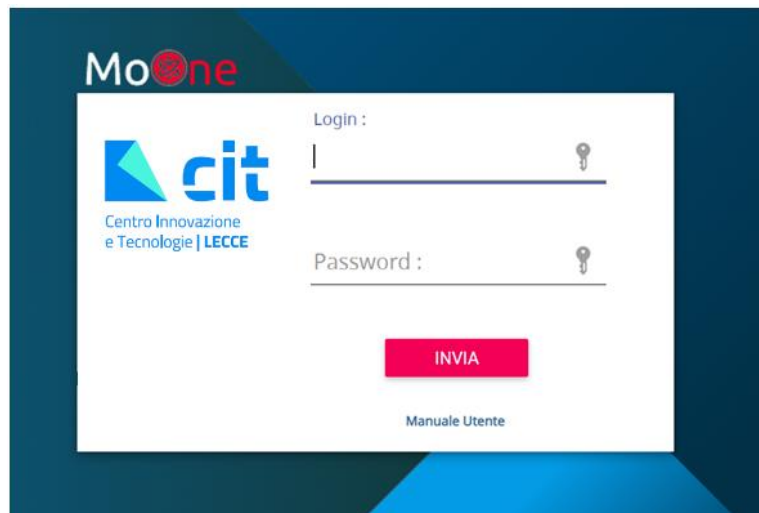 MoOne
Login :
cit
Centro Innovazione
e Tecnologie | LECCE
Password :
INVIA
Manuale Utente